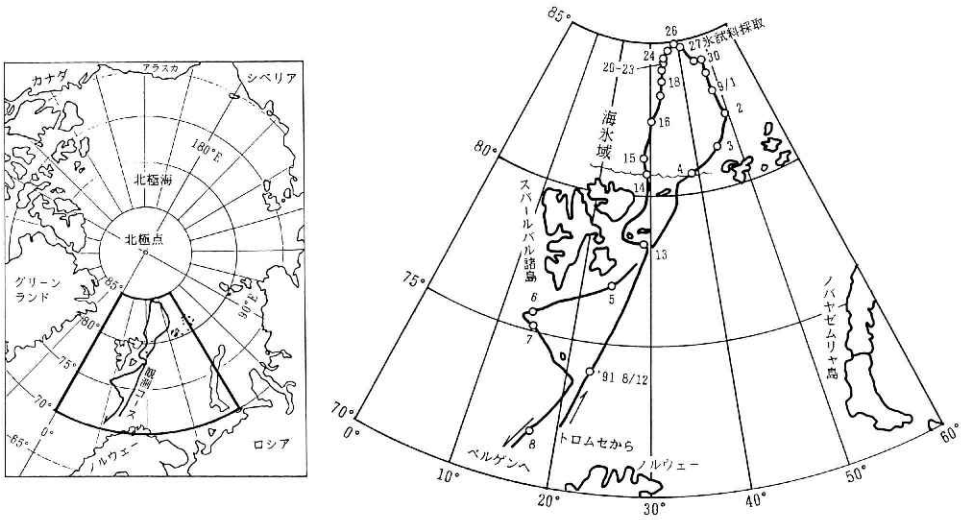 カナダ
アラスカ
シベリア
180°E
北極海
北極点
グリーン
ランド
85°
90°E
80°
75°
観測コース
70°
0°
65°
ノルウェー
ロシア
85°
26
27氷試料採取
24
30
20-23
18
9/1
2
16
海氷域
3
15
80°
4
14
スバールバル諸島
13
75°
5
6
7
ノバヤゼムリャ島
'91 8/12
70°
0°
8
トロムセから
ベルゲンへ
ノルウェー
60°
10°
50°
20°
40°
30°